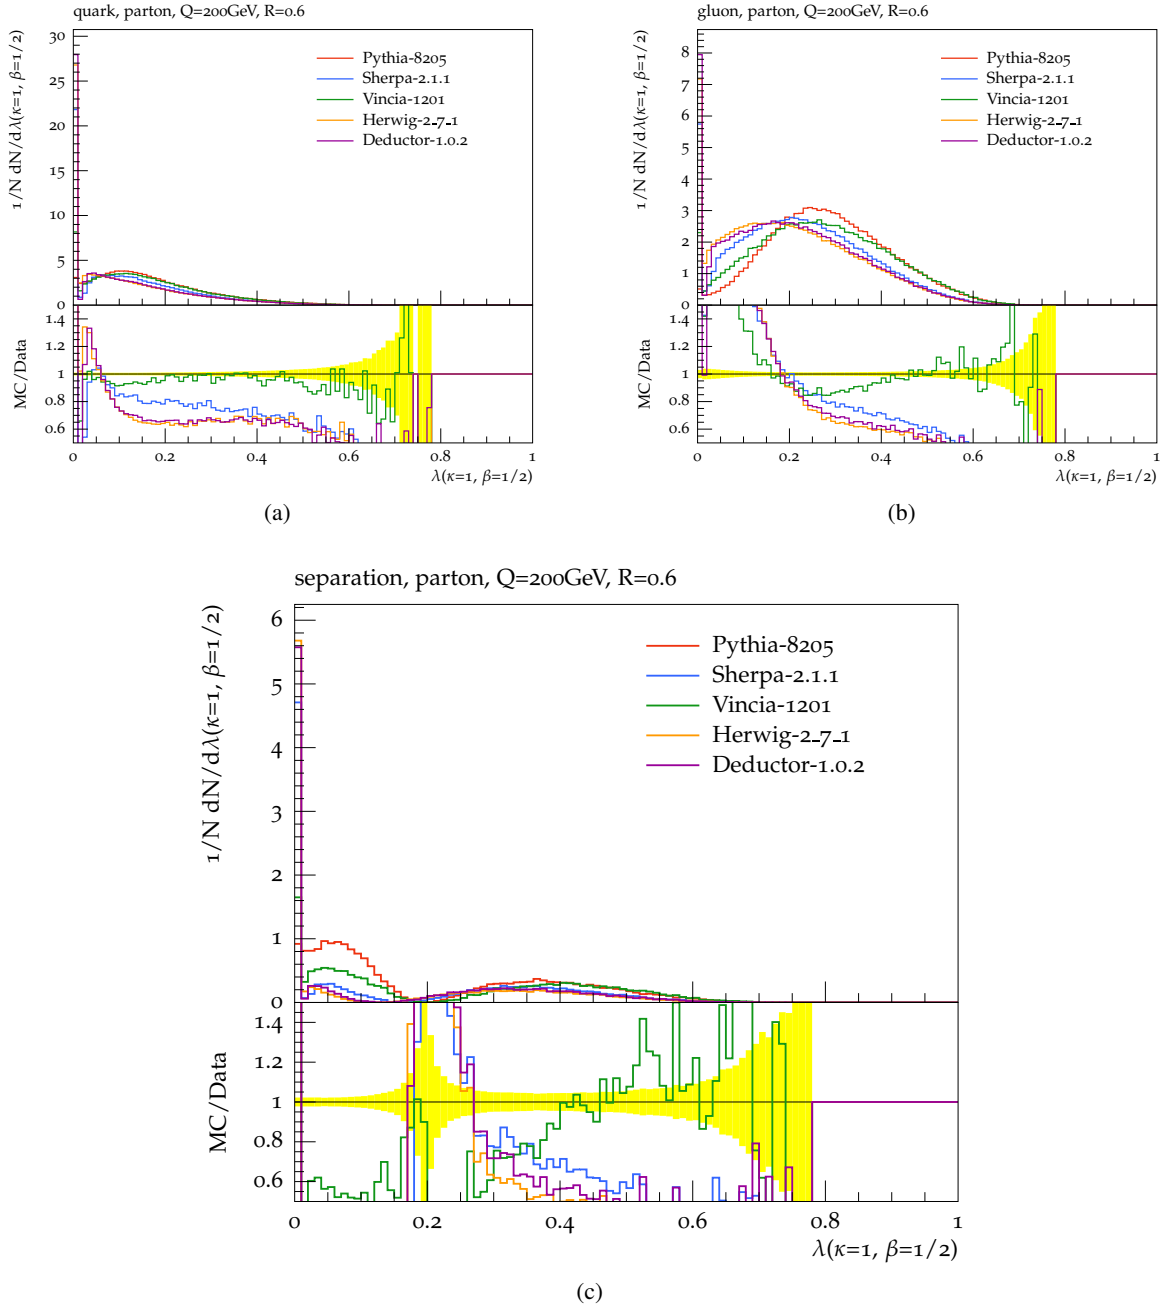 quark, parton, Q=200GeV, R=0.6
1/N dN/dλ(κ=1, β=1/2)
30
25
20
15
10
5
0
Pythia-8205
Sherpa-2.1.1
Vincia-1201
Herwig-2_7_1
Deductor-1.0.2
MC/Data
1.4
1.2
1
0.8
0.6
0 0.2 0.4 0.6 0.8 1
λ(κ=1, β=1/2)
(a)
gluon, parton, Q=200GeV, R=0.6
1/N dN/dλ(κ=1, β=1/2)
8
7
6
5
4
3
2
1
0
Pythia-8205
Sherpa-2.1.1
Vincia-1201
Herwig-2_7_1
Deductor-1.0.2
MC/Data
1.4
1.2
1
0.8
0.6
0 0.2 0.4 0.6 0.8 1
λ(κ=1, β=1/2)
(b)
separation, parton, Q=200GeV, R=0.6
1/N dN/dλ(κ=1, β=1/2)
6
5
4
3
2
1
0
Pythia-8205
Sherpa-2.1.1
Vincia-1201
Herwig-2_7_1
Deductor-1.0.2
MC/Data
1.4
1.2
1
0.8
0.6
0 0.2 0.4 0.6 0.8 1
λ(κ=1, β=1/2)
(c)